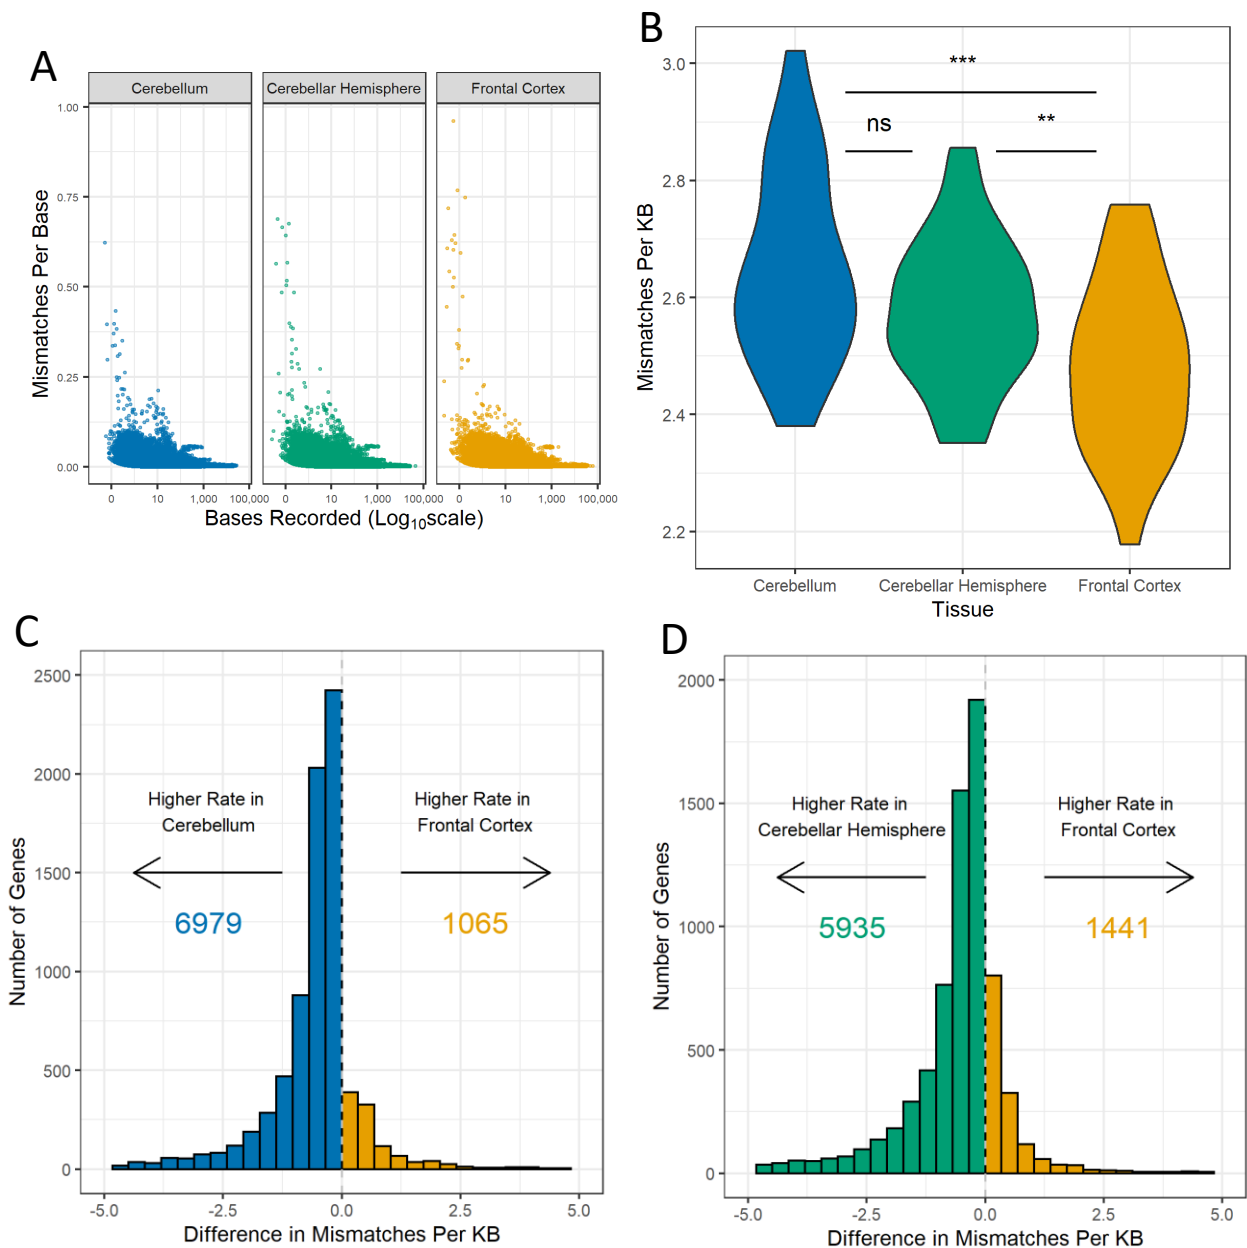 A
Cerebellum
Cerebellar Hemisphere
Frontal Cortex
Mismatches Per Base
1.00
0.75
0.50
0.25
0.00
0 10 1,000 100,000
0 10 1,000 100,000
0 10 1,000 100,000
Bases Recorded (Log10scale)
B
Mismatches Per KB
3.0
2.8
2.6
2.4
2.2
***
ns
**
Cerebellum
Cerebellar Hemisphere
Frontal Cortex
Tissue
C
Number of Genes
2500
2000
1500
1000
500
0
Higher Rate in
Cerebellum
6979
Higher Rate in
Frontal Cortex
1065
-5.0 -2.5 0.0 2.5 5.0
Difference in Mismatches Per KB
D
Number of Genes
2000
1500
1000
500
0
Higher Rate in
Cerebellar Hemisphere
5935
Higher Rate in
Frontal Cortex
1441
-5.0 -2.5 0.0 2.5 5.0
Difference in Mismatches Per KB